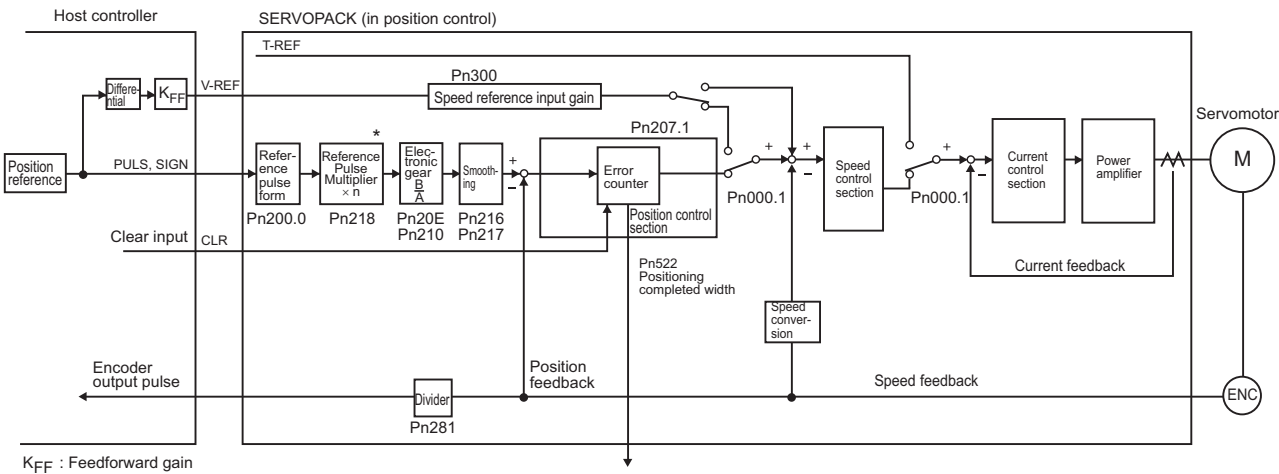 Host controller
SERVOPACK (in position control)
T-REF
Pn300
Differe-
ntial
KFF
V-REF
Speed reference input gain
Servomotor
Pn207.1
*
Position
reference
PULS, SIGN
Refer-
ence
pulse
form
Reference
Pulse
Multiplier
× n
Elec-
tronic
gear
B
A
Smooth-
ing
+
−
Error
counter
+
+
−
Speed
control
section
+
−
Current
control
section
Power
amplifier
M
Pn200.0
Pn218
Pn20E
Pn210
Pn216
Pn217
Position control
section
Pn000.1
Pn000.1
Clear input
CLR
Pn522
Positioning
completed width
Current feedback
Speed
conver-
sion
Encoder
output pulse
Position
feedback
Speed feedback
Divider
ENC
Pn281
KFF : Feedforward gain